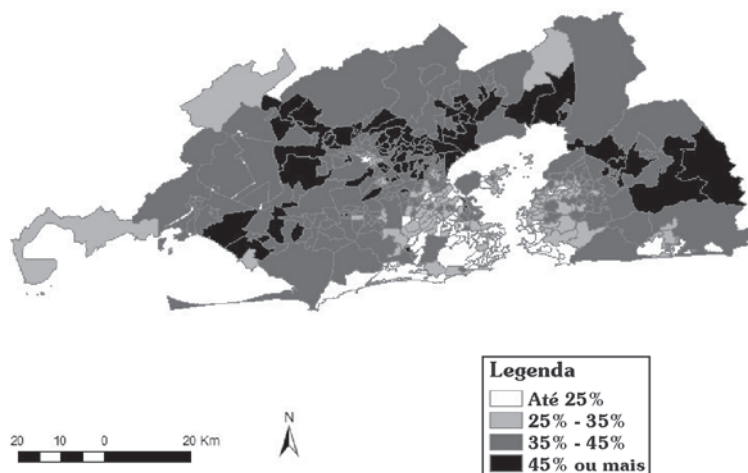 Legenda
Até 25%
25% - 35%
35% - 45%
45% ou mais
N
20 10 0 20 Km